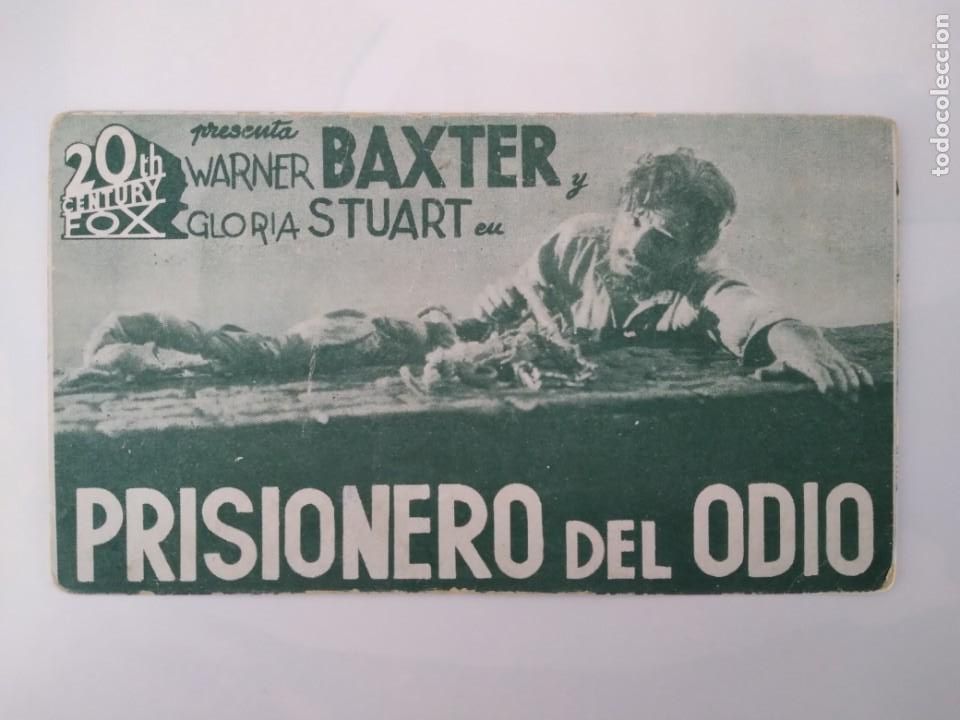 presenta
20th
CENTURY
FOX
WARNER BAXTER y
GLORIA STUART en
PRISIONERO DEL ODIO
todocoleccion